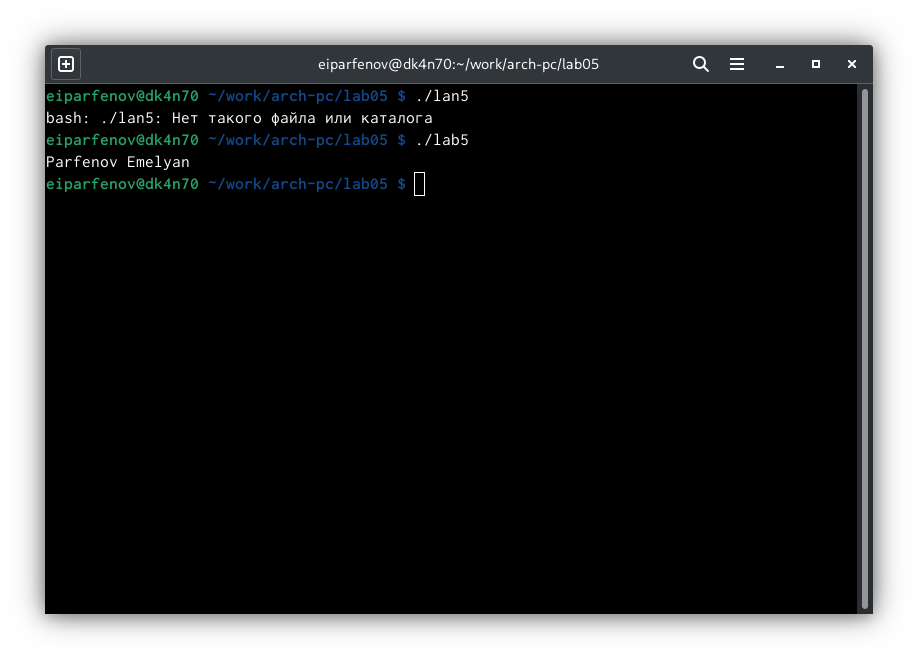 eiparfenov@dk4n70:~/work/arch-pc/lab05
eiparfenov@dk4n70 ~/work/arch-pc/lab05 $ ./lan5
bash: ./lan5: Нет такого файла или каталога
eiparfenov@dk4n70 ~/work/arch-pc/lab05 $ ./lab5
Parfenov Emelyan
eiparfenov@dk4n70 ~/work/arch-pc/lab05 $